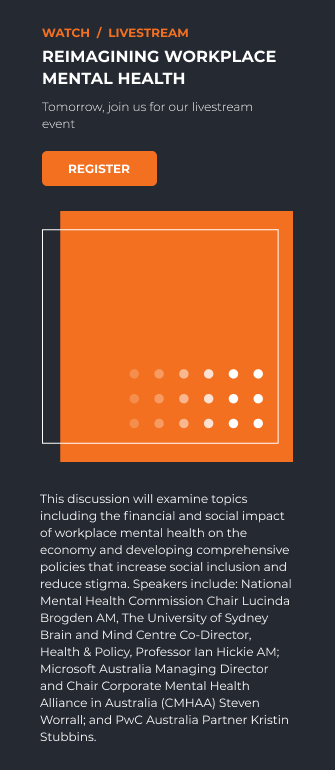 WATCH / LIVESTREAM
REIMAGINING WORKPLACE
MENTAL HEALTH
Tomorrow, join us for our livestream
event
REGISTER
This discussion will examine topics
including the financial and social impact
of workplace mental health on the
economy and developing comprehensive
policies that increase social inclusion and
reduce stigma. Speakers include: National
Mental Health Commission Chair Lucinda
Brogden AM, The University of Sydney
Brain and Mind Centre Co-Director,
Health & Policy, Professor Ian Hickie AM;
Microsoft Australia Managing Director
and Chair Corporate Mental Health
Alliance in Australia (CMHAA) Steven
Worrall; and PwC Australia Partner Kristin
Stubbins.